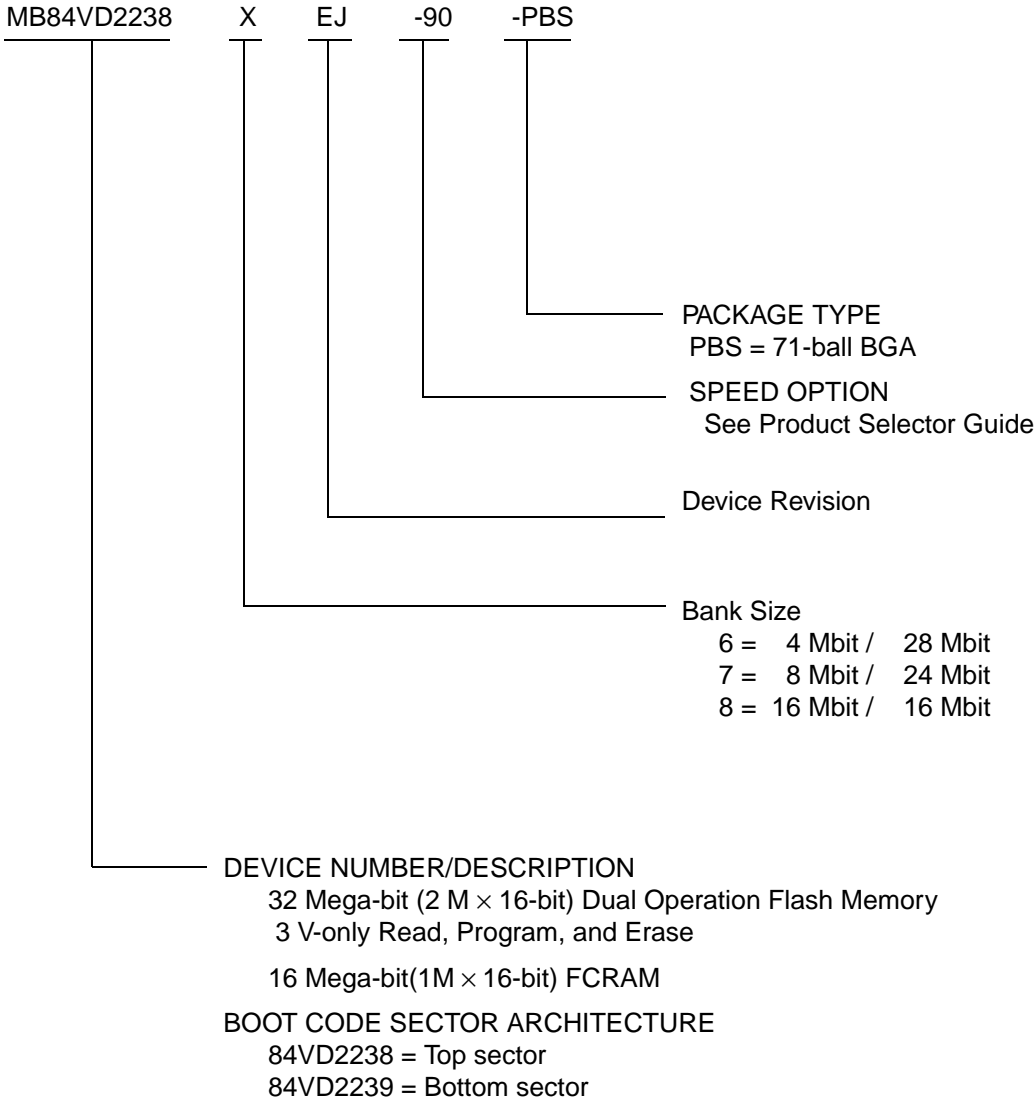 MB84VD2238 X EJ -90 -PBS
PACKAGE TYPE
PBS = 71-ball BGA
SPEED OPTION
See Product Selector Guide
Device Revision
Bank Size
6 = 4 Mbit / 28 Mbit
7 = 8 Mbit / 24 Mbit
8 = 16 Mbit / 16 Mbit
DEVICE NUMBER/DESCRIPTION
32 Mega-bit (2 M × 16-bit) Dual Operation Flash Memory
3 V-only Read, Program, and Erase
16 Mega-bit(1M × 16-bit) FCRAM
BOOT CODE SECTOR ARCHITECTURE
84VD2238 = Top sector
84VD2239 = Bottom sector